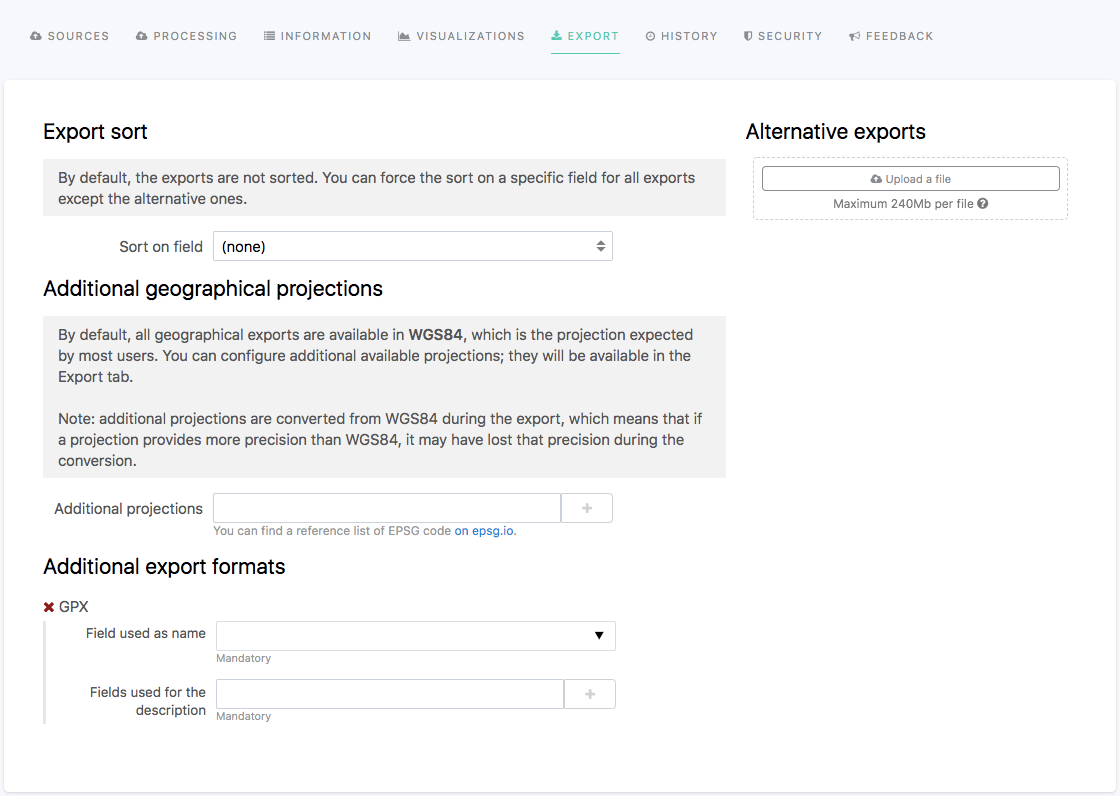 SOURCES PROCESSING INFORMATION VISUALIZATIONS EXPORT HISTORY SECURITY FEEDBACK
Export sort
By default, the exports are not sorted. You can force the sort on a specific field for all exports
except the alternative ones.
Sort on field (none)
Additional geographical projections
By default, all geographical exports are available in WGS84, which is the projection expected
by most users. You can configure additional available projections; they will be available in the
Export tab.
Note: additional projections are converted from WGS84 during the export, which means that if
a projection provides more precision than WGS84, it may have lost that precision during the
conversion.
Additional projections
You can find a reference list of EPSG code on epsg.io.
Additional export formats
GPX
Field used as name
Mandatory
Fields used for the
description
Mandatory
Alternative exports
Upload a file
Maximum 240Mb per file